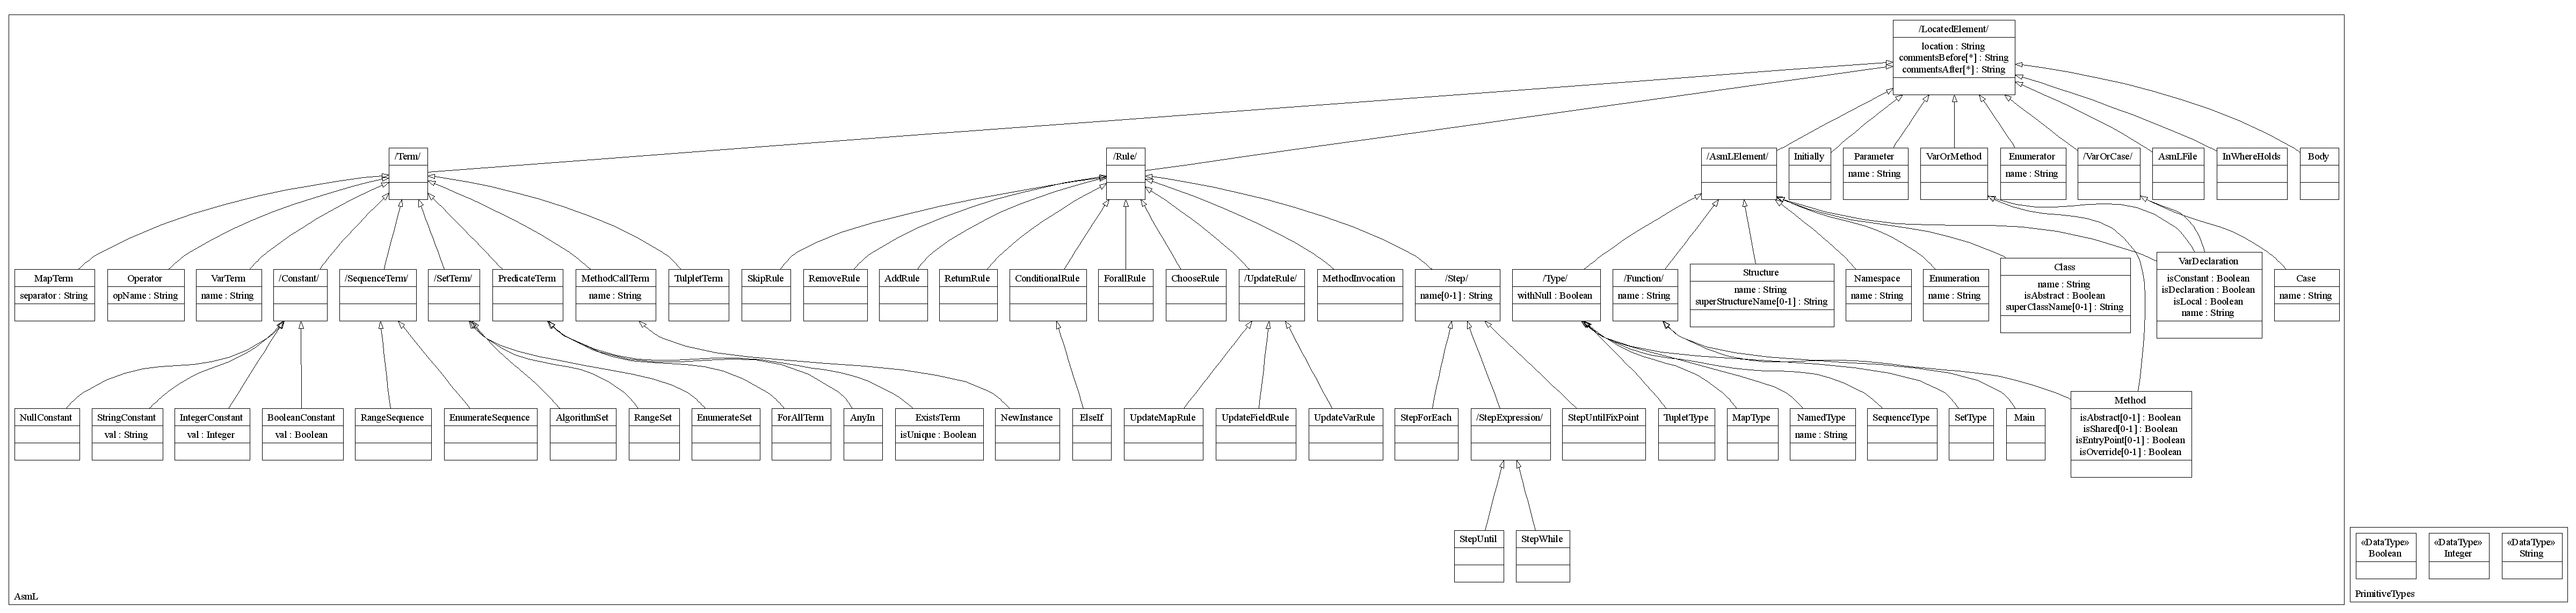 /LocatedElement/
location : String
commentsBefore[*] : String
commentsAfter[*] : String
/Term/
/Rule/
/AsmLElement/
Initially
Parameter
name : String
VarOrMethod
Enumerator
name : String
/VarOrCase/
AsmLFile
InWhereHolds
Body
MapTerm
separator : String
Operator
opName : String
VarTerm
name : String
/Constant/
/SequenceTerm/
/SetTerm/
PredicateTerm
MethodCallTerm
name : String
TulpletTerm
SkipRule
RemoveRule
AddRule
ReturnRule
ConditionalRule
ForallRule
ChooseRule
/UpdateRule/
MethodInvocation
/Step/
name[0-1] : String
/Type/
withNull : Boolean
/Function/
name : String
Structure
name : String
superStructureName[0-1] : String
Namespace
name : String
Enumeration
name : String
Class
name : String
isAbstract : Boolean
superClassName[0-1] : String
VarDeclaration
isConstant : Boolean
isDeclaration : Boolean
isLocal : Boolean
name : String
Case
name : String
NullConstant
StringConstant
val : String
IntegerConstant
val : Integer
BooleanConstant
val : Boolean
RangeSequence
EnumerateSequence
AlgorithmSet
RangeSet
EnumerateSet
ForAllTerm
AnyIn
ExistsTerm
isUnique : Boolean
NewInstance
ElseIf
UpdateMapRule
UpdateFieldRule
UpdateVarRule
StepForEach
/StepExpression/
StepUntilFixPoint
TupletType
MapType
NamedType
name : String
SequenceType
SetType
Main
Method
isAbstract[0-1] : Boolean
isShared[0-1] : Boolean
isEntryPoint[0-1] : Boolean
isOverride[0-1] : Boolean
StepUntil
StepWhile
AsmL
«DataType»
Boolean
«DataType»
Integer
«DataType»
String
PrimitiveTypes